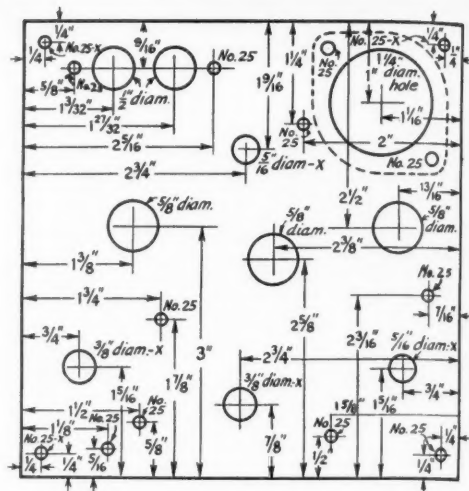 1/4"
No. 25-X
9/16"
No. 25
1/4"
No. 25-X
1/4"
1/4
No. 25
5/8"
No. 25
1/2" diam.
1 3/32"
1 27/32"
2 5/16"
2 3/4"
1 9/16"
1 1/4"
No. 25
1 1/4" diam. hole
1"
1 1/16"
No. 25
2"
No. 25
5/16" diam-X
2 1/2"
13/16"
5/8" diam.
5/8" diam.
5/8" diam.
2 3/8"
1 3/8"
1 3/4"
No. 25
No. 25
7/16"
3/4"
3/8" diam.-X
3"
2 5/8"
2 3/16"
5/16" diam-X
2 3/4"
1 7/8"
1 5/16"
3/8" diam-X
1 5/16"
3/4"
1 1/2"
No. 25
1 5/8"
No. 25
1 1/8"
No. 25
No. 25-X
5/8"
7/8"
No. 25
1/4"
1/4
1/4"
5/16
1/2
1/4"